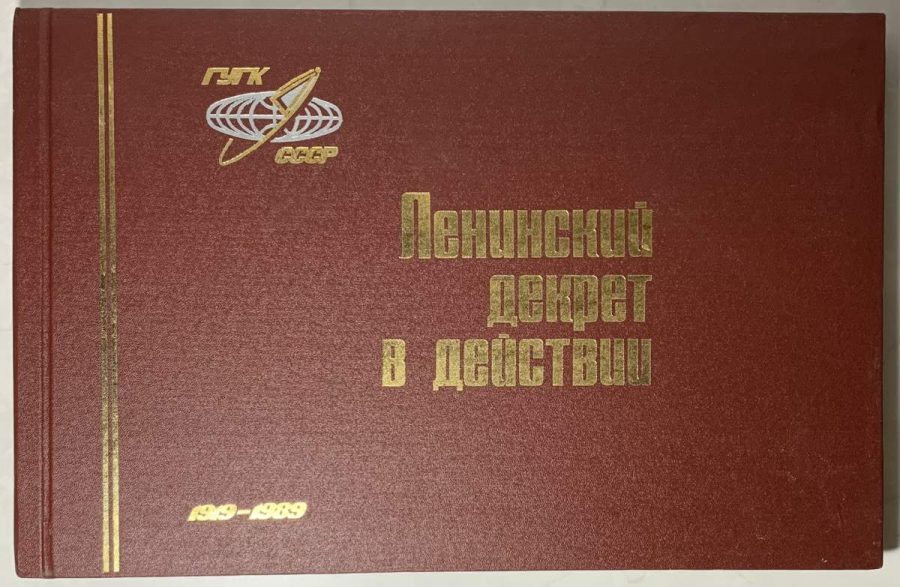 ГУГК
СССР
Ленинский
декрет
в действии
1919-1989